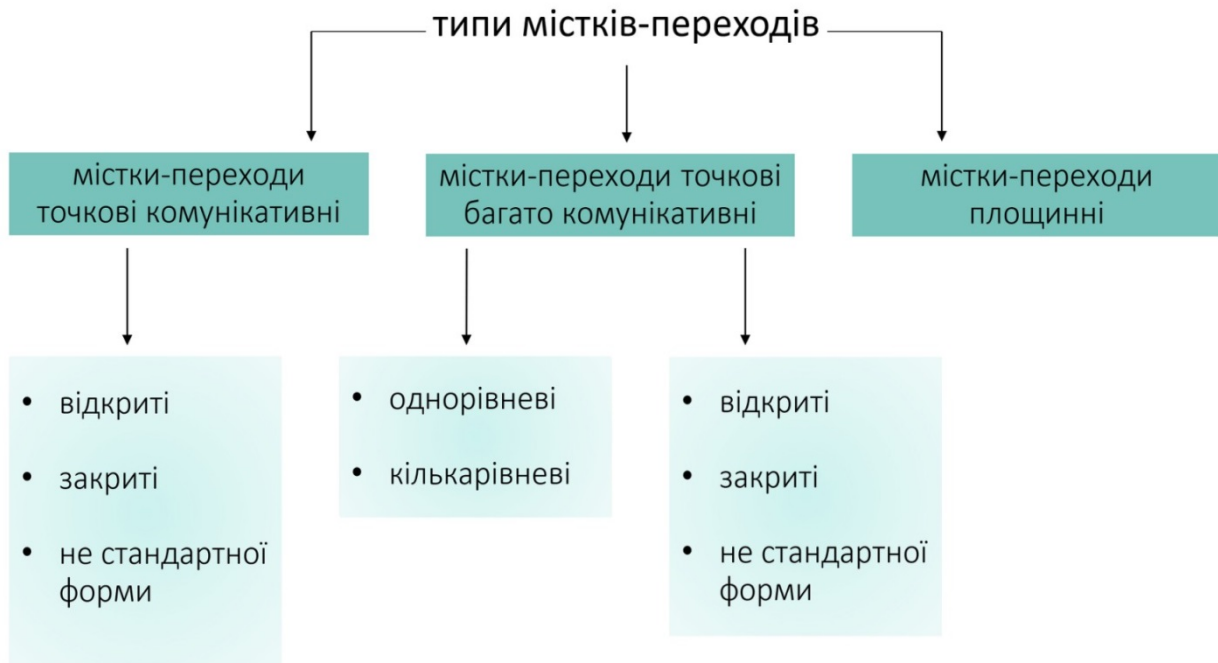 типи містків-переходів
містки-переходи
точкові комунікативні
містки-переходи точкові
багато комунікативні
містки-переходи
площинні
• відкриті
• закриті
• не стандартної
форми
• однорівневі
• кількарівневі
• відкриті
• закриті
• не стандартної
форми